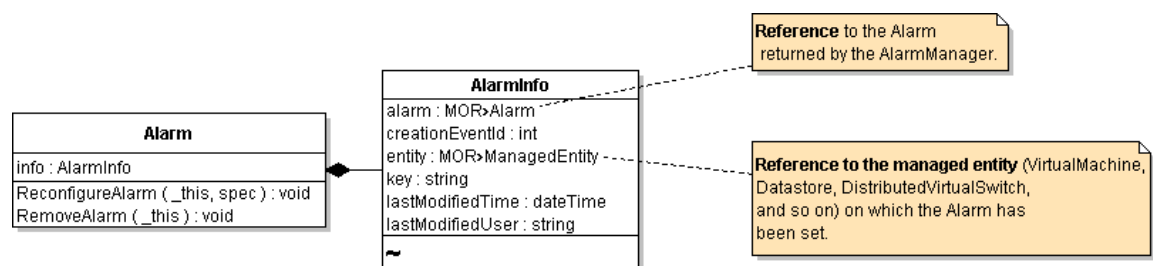 Alarm
info : AlarmInfo
ReconfigureAlarm ( _this, spec ) : void
RemoveAlarm ( _this ) : void
AlarmInfo
alarm : MOR>Alarm
creationEventId : int
entity : MOR>ManagedEntity
key : string
lastModifiedTime : dateTime
lastModifiedUser : string
~
Reference to the Alarm
returned by the AlarmManager.
Reference to the managed entity (VirtualMachine,
Datastore, DistributedVirtualSwitch,
and so on) on which the Alarm has
been set.